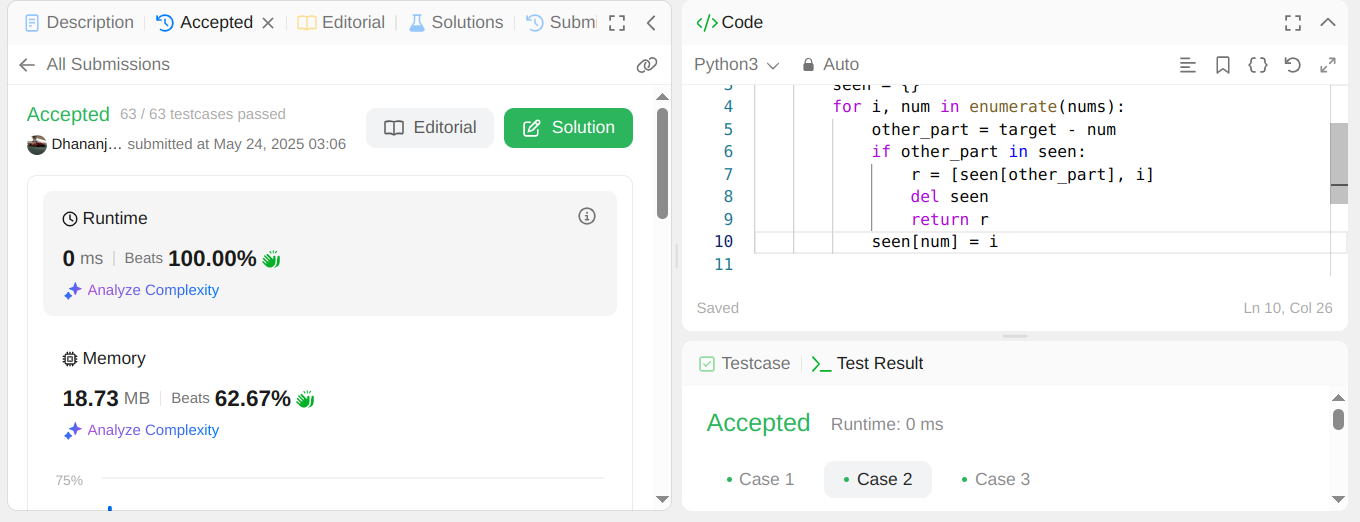 Description
Accepted
Editorial
Solutions
Submi
All Submissions
Accepted 63 / 63 testcases passed
Dhananj... submitted at May 24, 2025 03:06
Editorial
Solution
Runtime
0 ms Beats 100.00%
Analyze Complexity
Memory
18.73 MB Beats 62.67%
Analyze Complexity
75%
</> Code
Python3
Auto
3 seen = {}
4 for i, num in enumerate(nums):
5 other_part = target - num
6 if other_part in seen:
7 r = [seen[other_part], i]
8 del seen
9 return r
10 seen[num] = i
11
Saved
Ln 10, Col 26
Testcase
Test Result
Accepted Runtime: 0 ms
Case 1
Case 2
Case 3